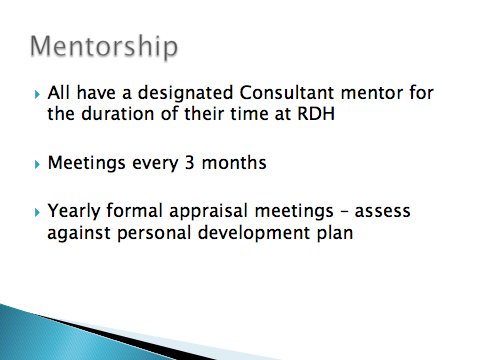 Mentorship
All have a designated Consultant mentor for
the duration of their time at RDH
Meetings every 3 months
Yearly formal appraisal meetings – assess
against personal development plan